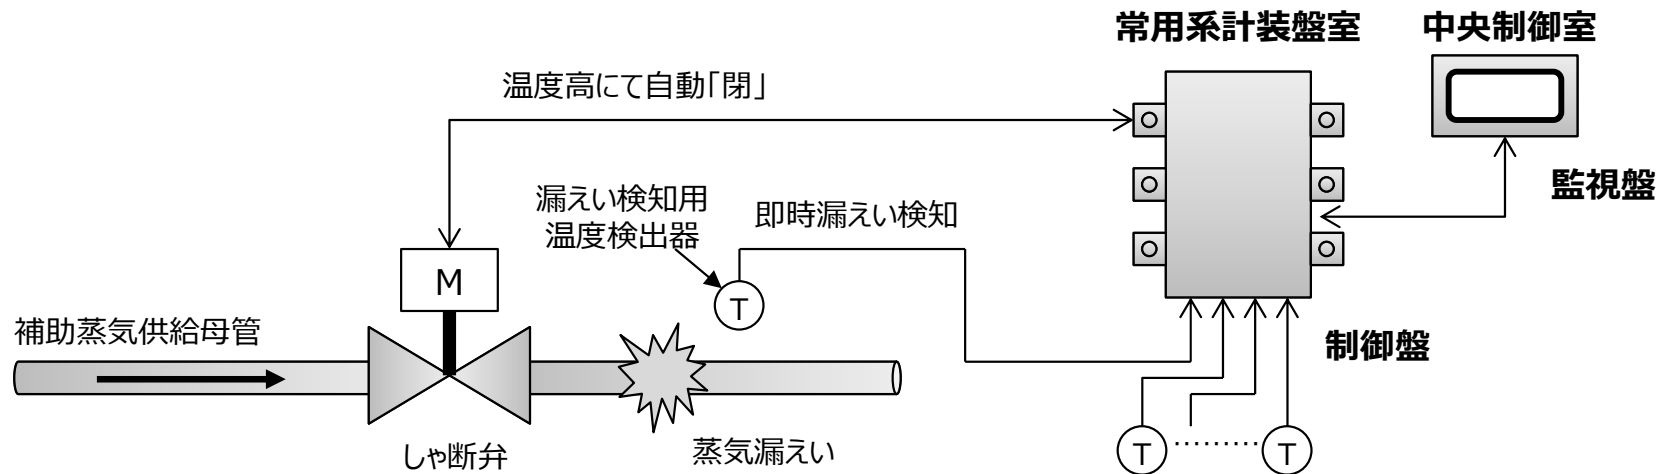 常用系計装盤室
中央制御室
温度高にて自動「閉」
監視盤
漏えい検知用
温度検出器
即時漏えい検知
M
T
補助蒸気供給母管
制御盤
しゃ断弁
蒸気漏えい
T
T